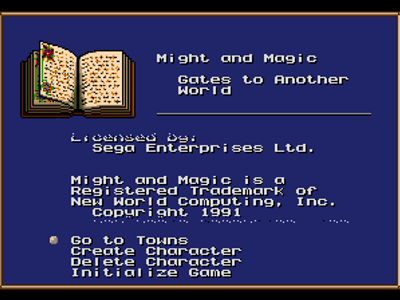 Might and Magic
Gates to Another
World
Licensed by:
Sega Enterprises Ltd.
Might and Magic is a
Registered Trademark of
New World Computing, Inc.
Copyright 1991
Go to Towns
Create Character
Delete Character
Initialize Game